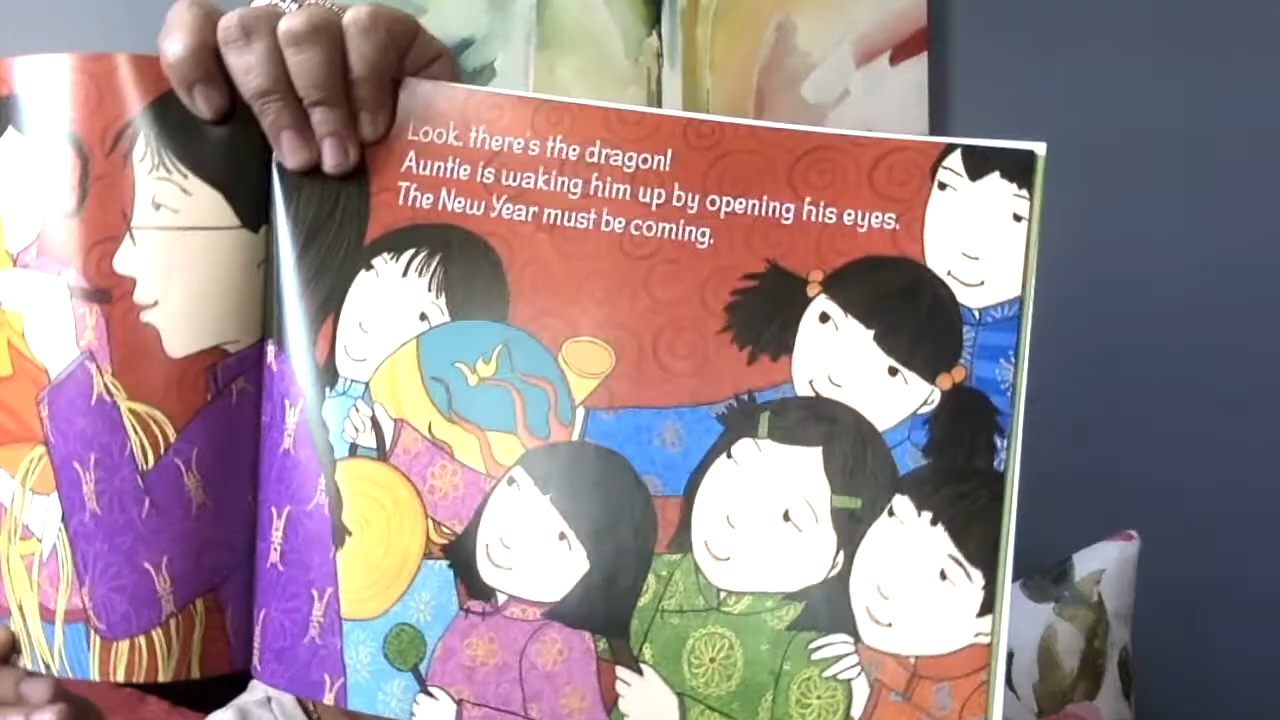 Look, there's the dragon!
Auntie is waking him up by opening his eyes.
The New Year must be coming.